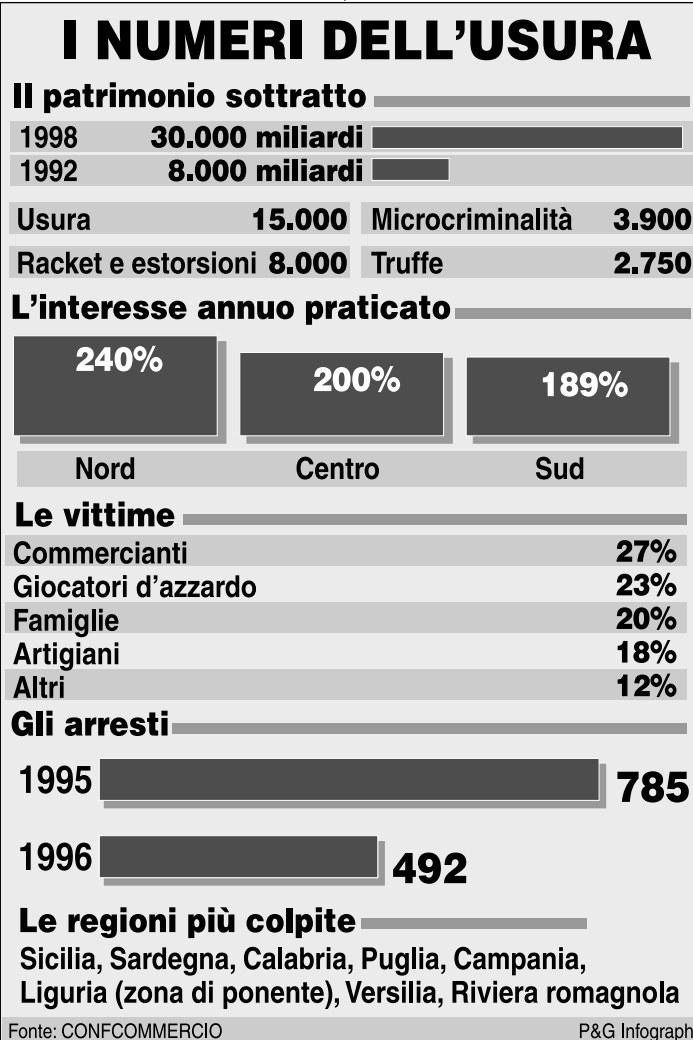 I NUMERI DELL'USURA
Il patrimonio sottratto
1998 30.000 miliardi
1992 8.000 miliardi
Usura 15.000 Microcriminalità 3.900
Racket e estorsioni 8.000 Truffe 2.750
L'interesse annuo praticato
240% 200% 189%
Nord Centro Sud
Le vittime
Commercianti 27%
Giocatori d'azzardo 23%
Famiglie 20%
Artigiani 18%
Altri 12%
Gli arresti
1995 785
1996 492
Le regioni più colpite
Sicilia, Sardegna, Calabria, Puglia, Campania,
Liguria (zona di ponente), Versilia, Riviera romagnola
Fonte: CONFCOMMERCIO P&G Infograph